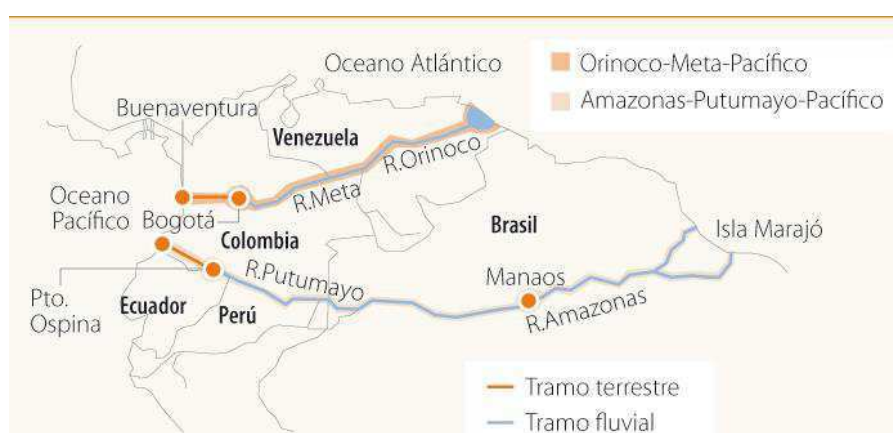 Oceano Atlántico
Orinoco-Meta-Pacífico
Amazonas-Putumayo-Pacífico
Buenaventura
Venezuela
R.Orinoco
R.Meta
Oceano
Pacífico
Bogotá
Colombia
Brasil
Isla Marajó
R.Putumayo
Manaos
Pto.
Ospina
Ecuador
Perú
R.Amazonas
Tramo terrestre
Tramo fluvial